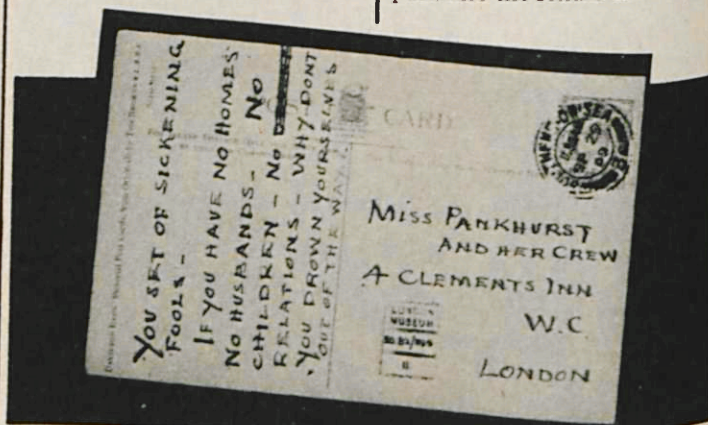 YOU SET OF SICKENING
FOOLS -
IF YOU HAVE NO HOMES
NO HUSBANDS - NO
CHILDREN - NO
RELATIONS - WHY DONT
YOU DROWN YOURSELVES
OUT OF THE WAY.
CARD
MISS PANKHURST
AND HER CREW
4 CLEMENTS INN
W.C
LONDON
LONDON
MUSEUM